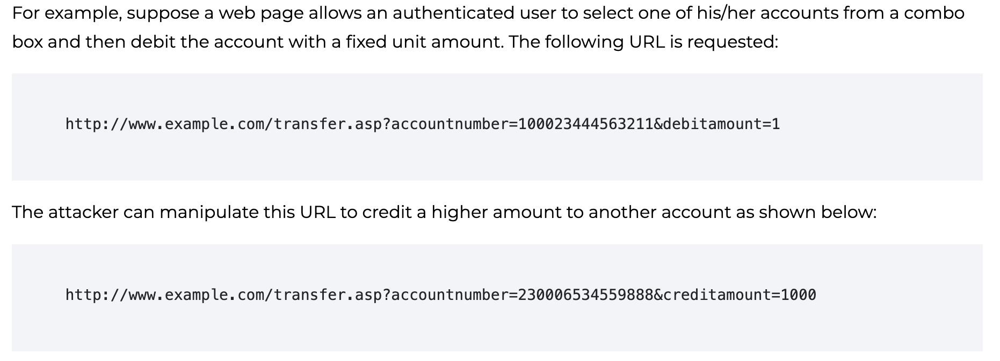 For example, suppose a web page allows an authenticated user to select one of his/her accounts from a combo
box and then debit the account with a fixed unit amount. The following URL is requested:
http://www.example.com/transfer.asp?accountnumber=100023444563211&debitamount=1
The attacker can manipulate this URL to credit a higher amount to another account as shown below:
http://www.example.com/transfer.asp?accountnumber=230006534559888&creditamount=1000